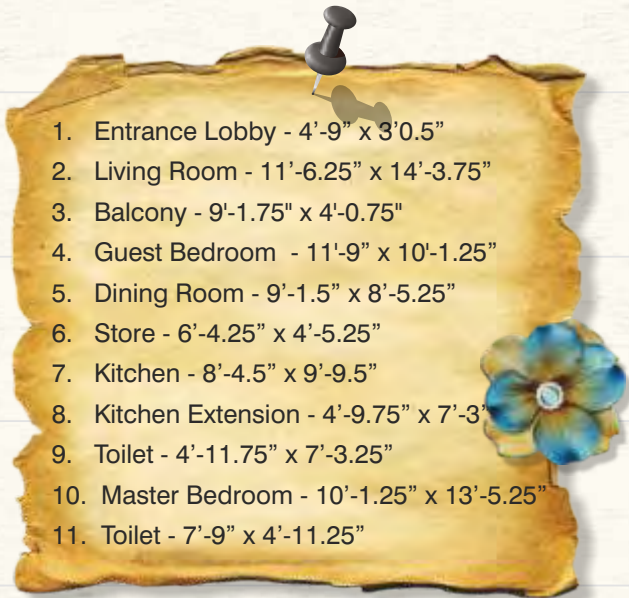 1. Entrance Lobby - 4’-9” x 3’0.5”
2. Living Room - 11’-6.25” x 14’-3.75”
3. Balcony - 9'-1.75" x 4'-0.75"
4. Guest Bedroom - 11'-9” x 10'-1.25”
5. Dining Room - 9’-1.5” x 8’-5.25”
6. Store - 6’-4.25” x 4’-5.25”
7. Kitchen - 8’-4.5” x 9’-9.5”
8. Kitchen Extension - 4’-9.75” x 7’-3”
9. Toilet - 4’-11.75” x 7’-3.25”
10. Master Bedroom - 10’-1.25” x 13’-5.25”
11. Toilet - 7’-9” x 4’-11.25”